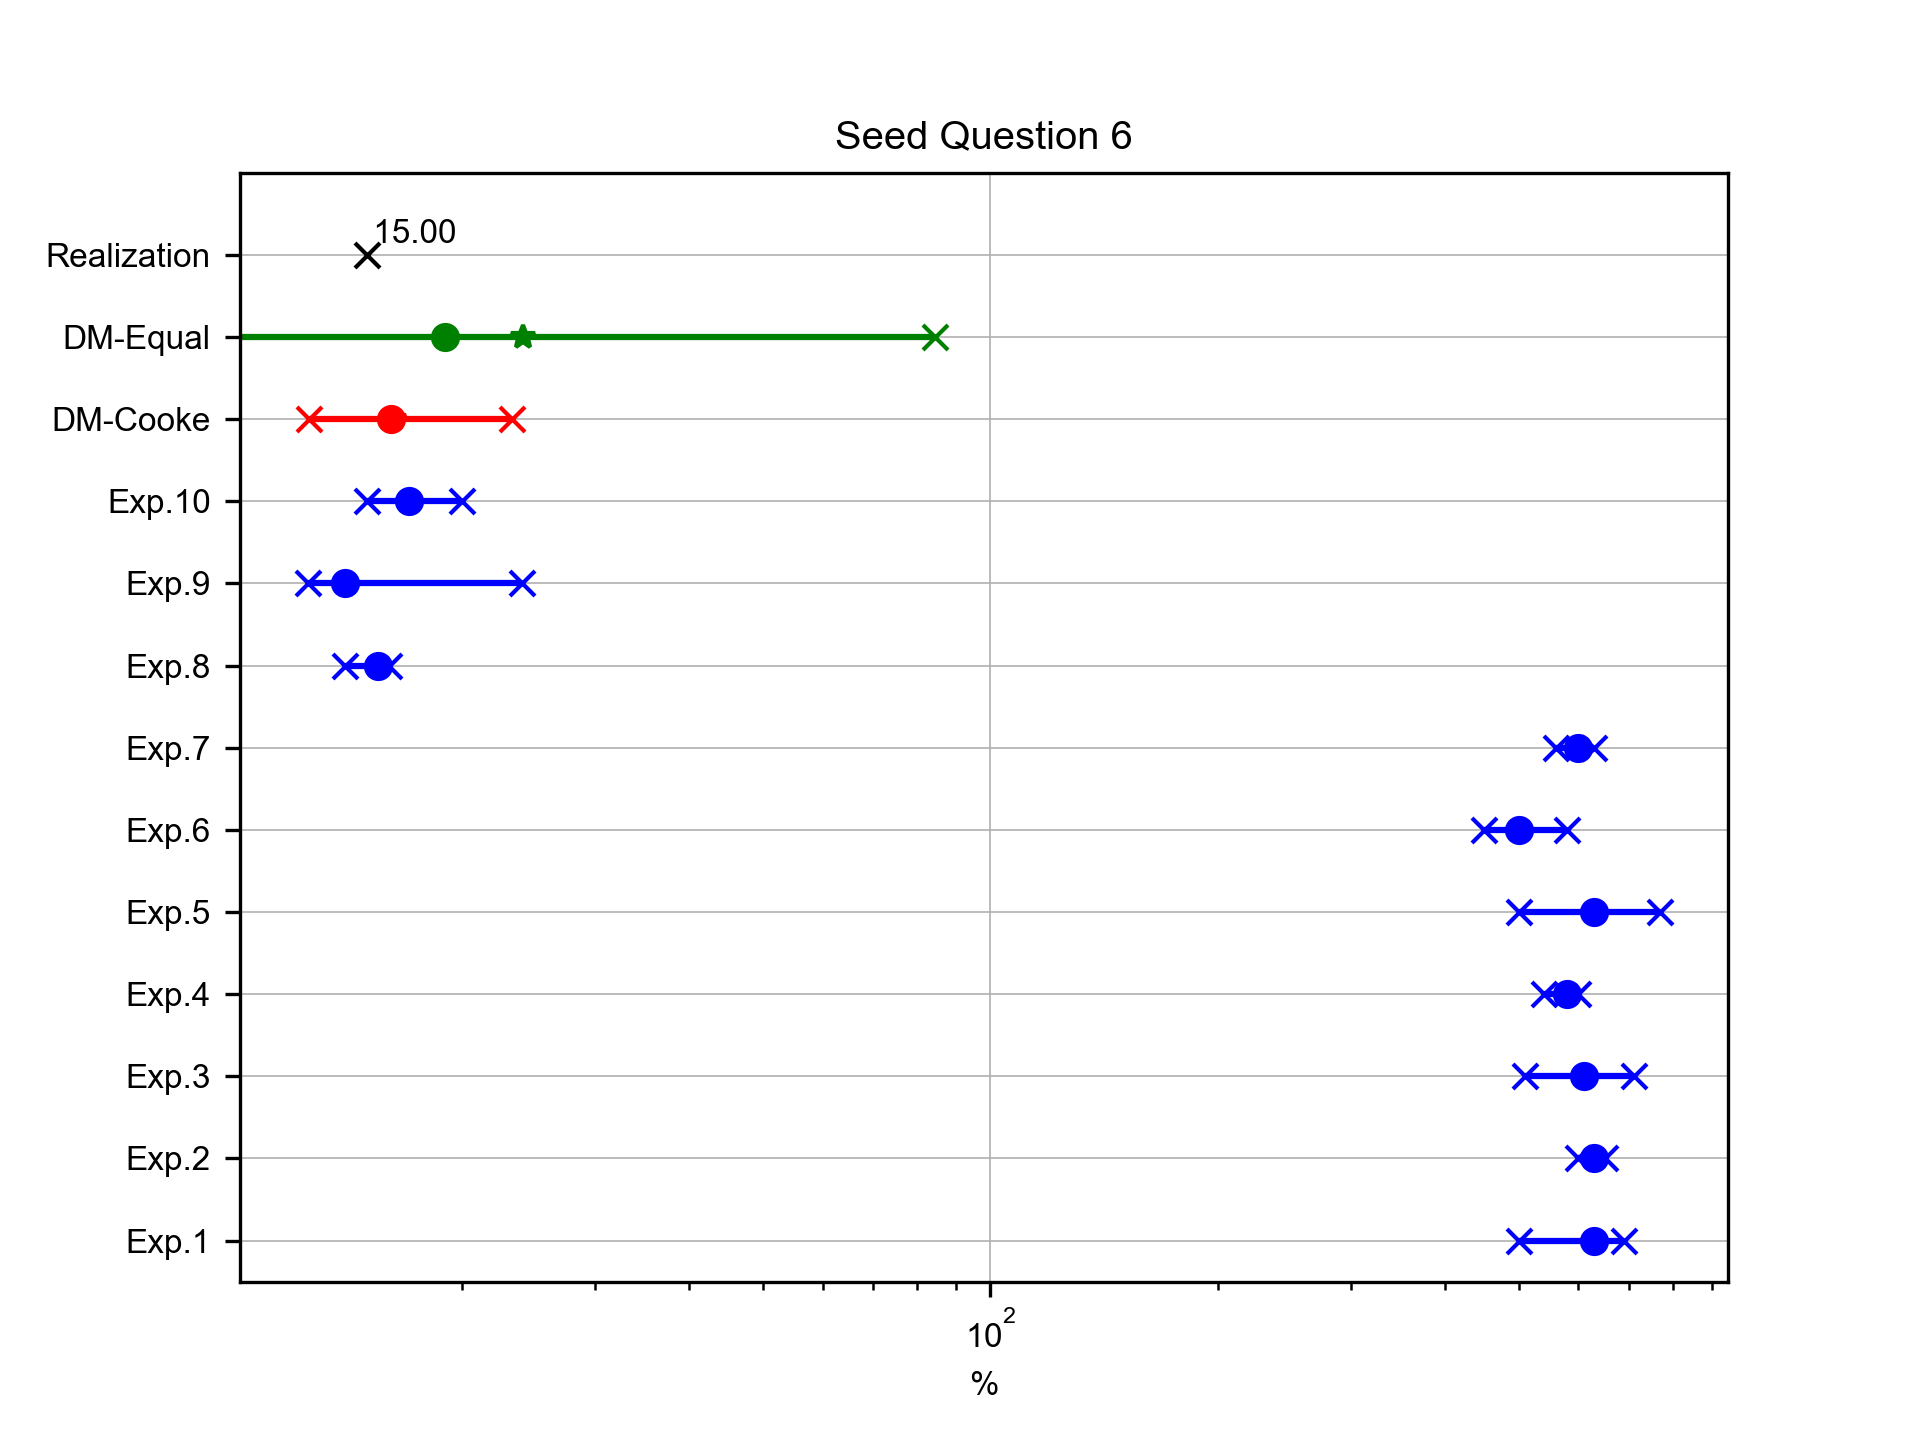 Seed Question 6
15.00
Realization
DM-Equal
DM-Cooke
Exp.10
Exp.9
Exp.8
Exp.7
Exp.6
Exp.5
Exp.4
Exp.3
Exp.2
Exp.1
10²
%